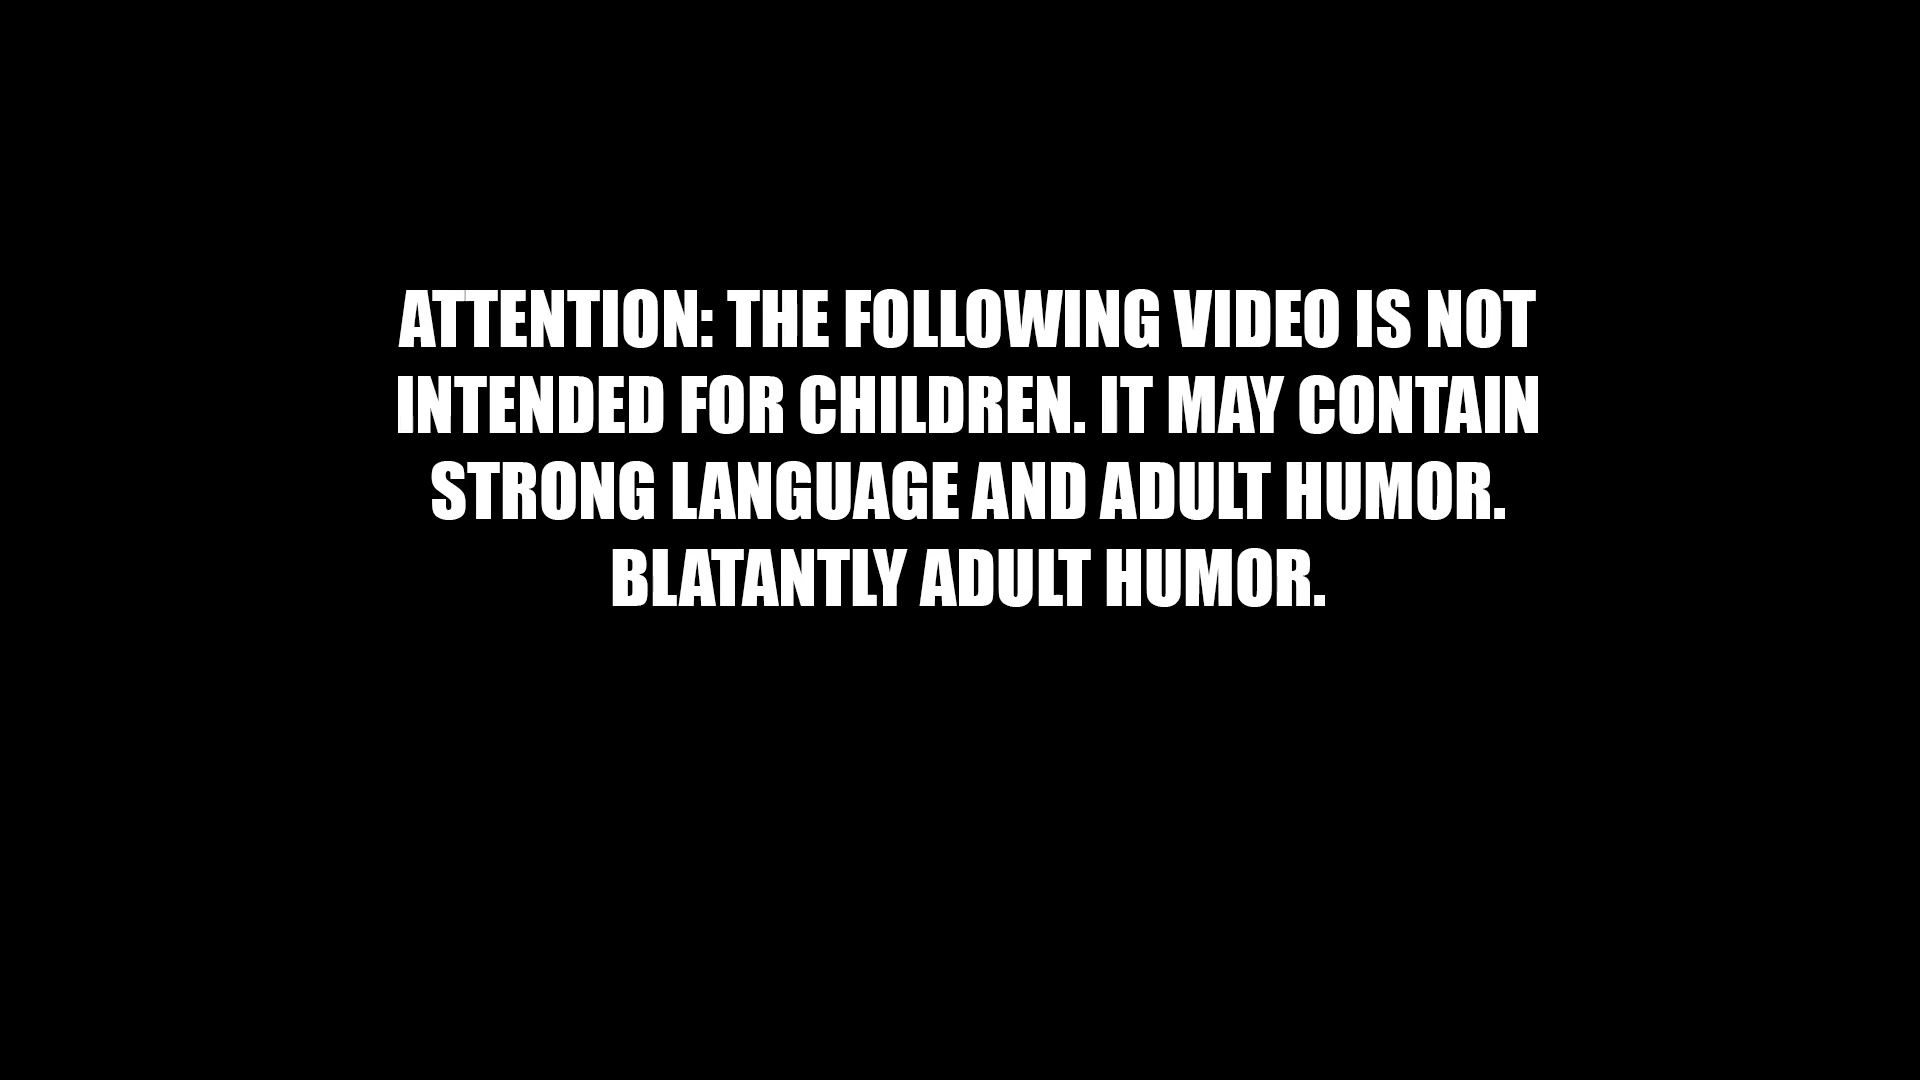 ATTENTION: THE FOLLOWING VIDEO IS NOT
INTENDED FOR CHILDREN. IT MAY CONTAIN
STRONG LANGUAGE AND ADULT HUMOR.
BLATANTLY ADULT HUMOR.